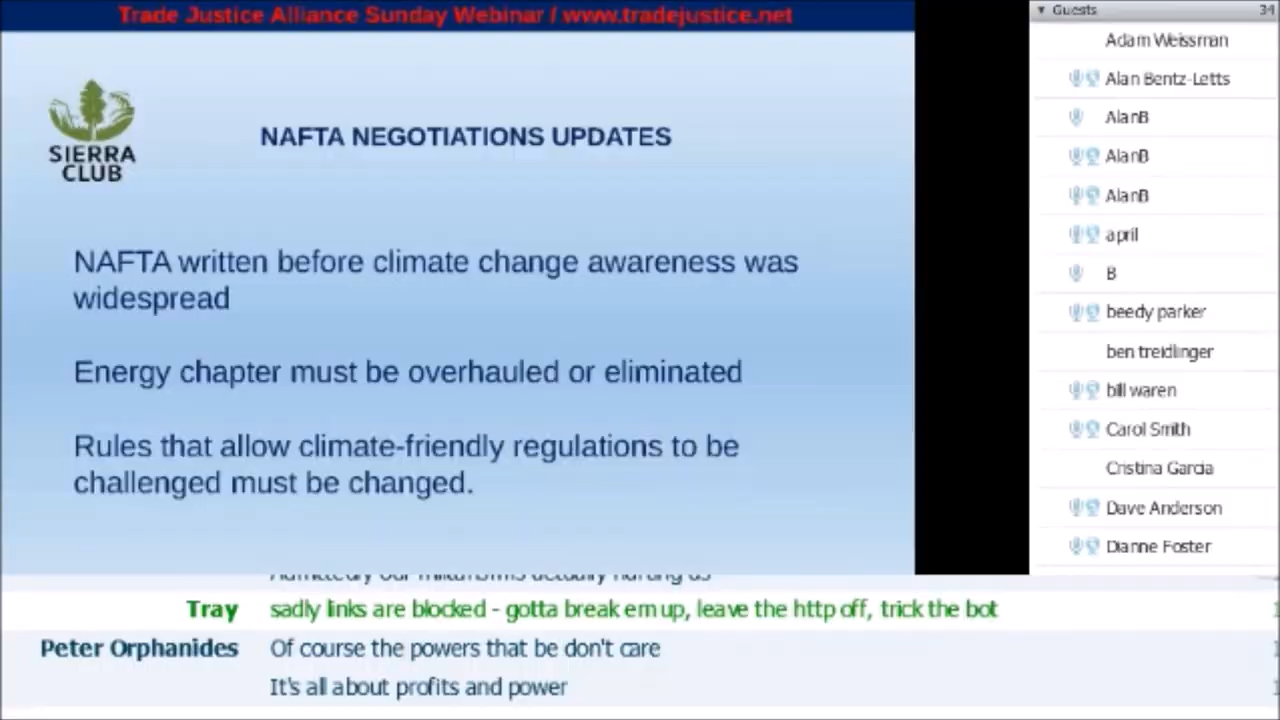 Trade Justice Alliance Sunday Webinar / www.tradejustice.net
SIERRA
CLUB
NAFTA NEGOTIATIONS UPDATES
NAFTA written before climate change awareness was
widespread
Energy chapter must be overhauled or eliminated
Rules that allow climate-friendly regulations to be
challenged must be changed.
Guests 34
Adam Weissman
Alan Bentz-Letts
AlanB
AlanB
AlanB
april
B
beedy parker
ben treidlinger
bill waren
Carol Smith
Cristina Garcia
Dave Anderson
Dianne Foster
Tray sadly links are blocked - gotta break em up, leave the http off, trick the bot
Peter Orphanides Of course the powers that be don't care
It's all about profits and power